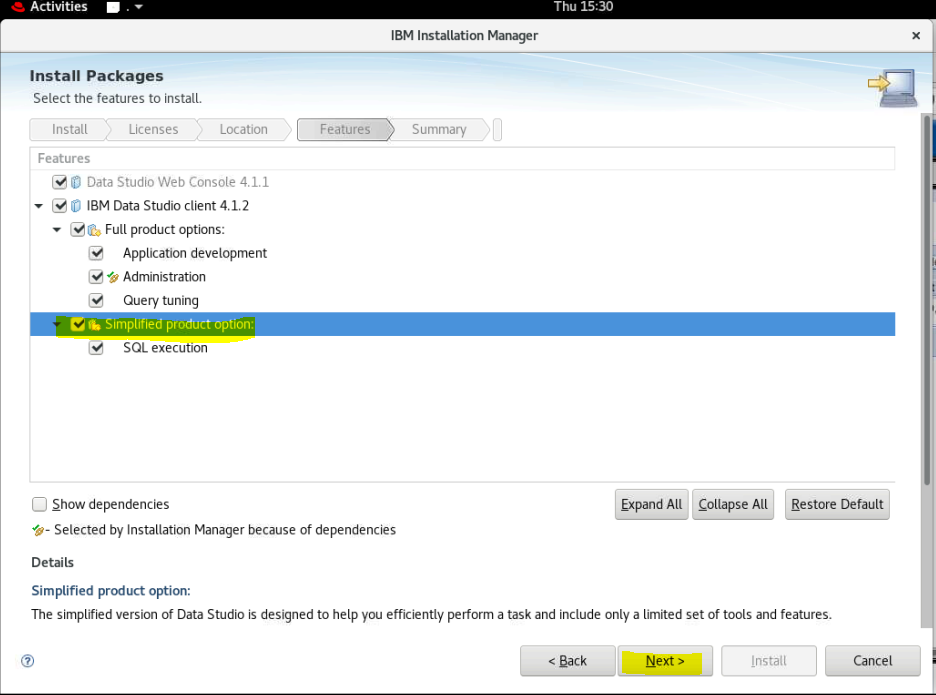 Activities . Thu 15:30
IBM Installation Manager
Install Packages
Select the features to install.
Install Licenses Location Features Summary
Features
Data Studio Web Console 4.1.1
IBM Data Studio client 4.1.2
Full product options:
Application development
Administration
Query tuning
Simplified product option:
SQL execution
Show dependencies Expand All Collapse All Restore Default
- Selected by Installation Manager because of dependencies
Details
Simplified product option:
The simplified version of Data Studio is designed to help you efficiently perform a task and include only a limited set of tools and features.
? < Back Next > Install Cancel